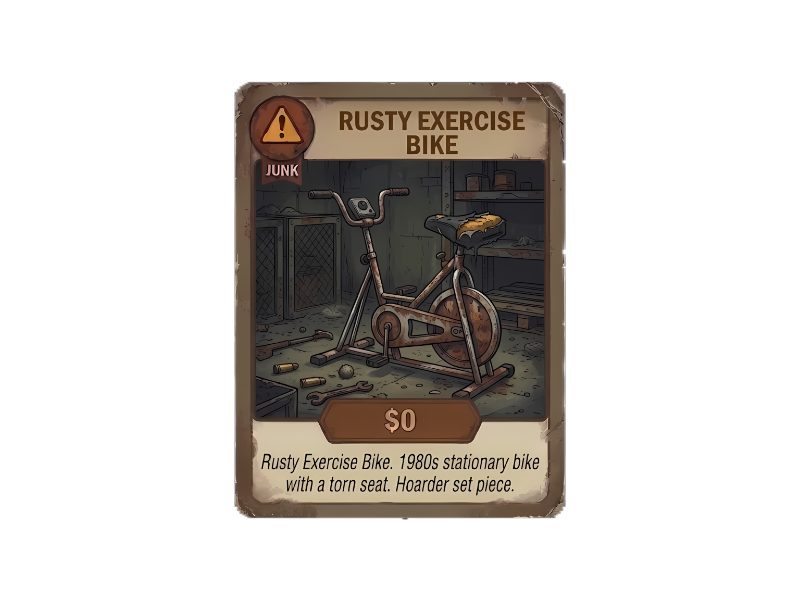 RUSTY EXERCISE
BIKE
JUNK
$0
Rusty Exercise Bike. 1980s stationary bike
with a torn seat. Hoarder set piece.